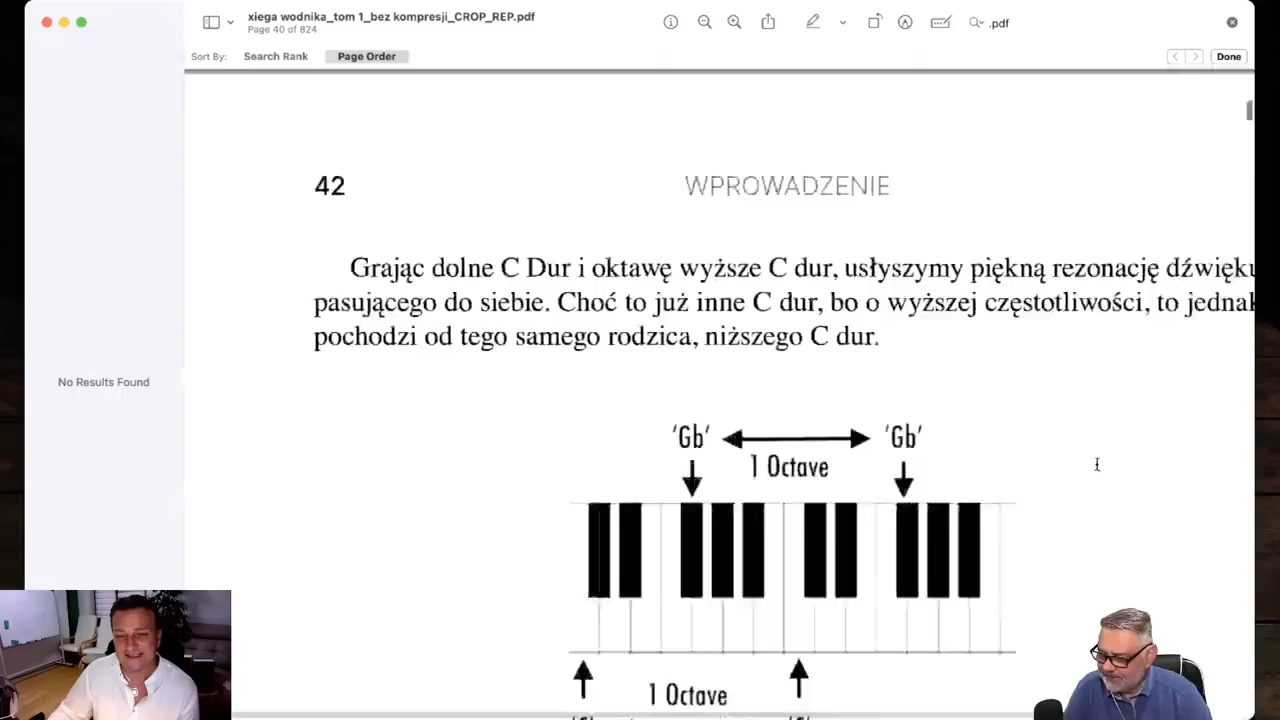 xiega wodnika_tom 1_bez kompresji_CROP_REP.pdf
Page 40 of 824
.pdf
Sort By: Search Rank Page Order Done
No Results Found
42 WPROWADZENIE
Grając dolne C Dur i oktawę wyższe C dur, usłyszymy piękną rezonację dźwięku
pasującego do siebie. Choć to już inne C dur, bo o wyższej częstotliwości, to jednak
pochodzi od tego samego rodzica, niższego C dur.
'Gb' 'Gb'
1 Octave
1 Octave